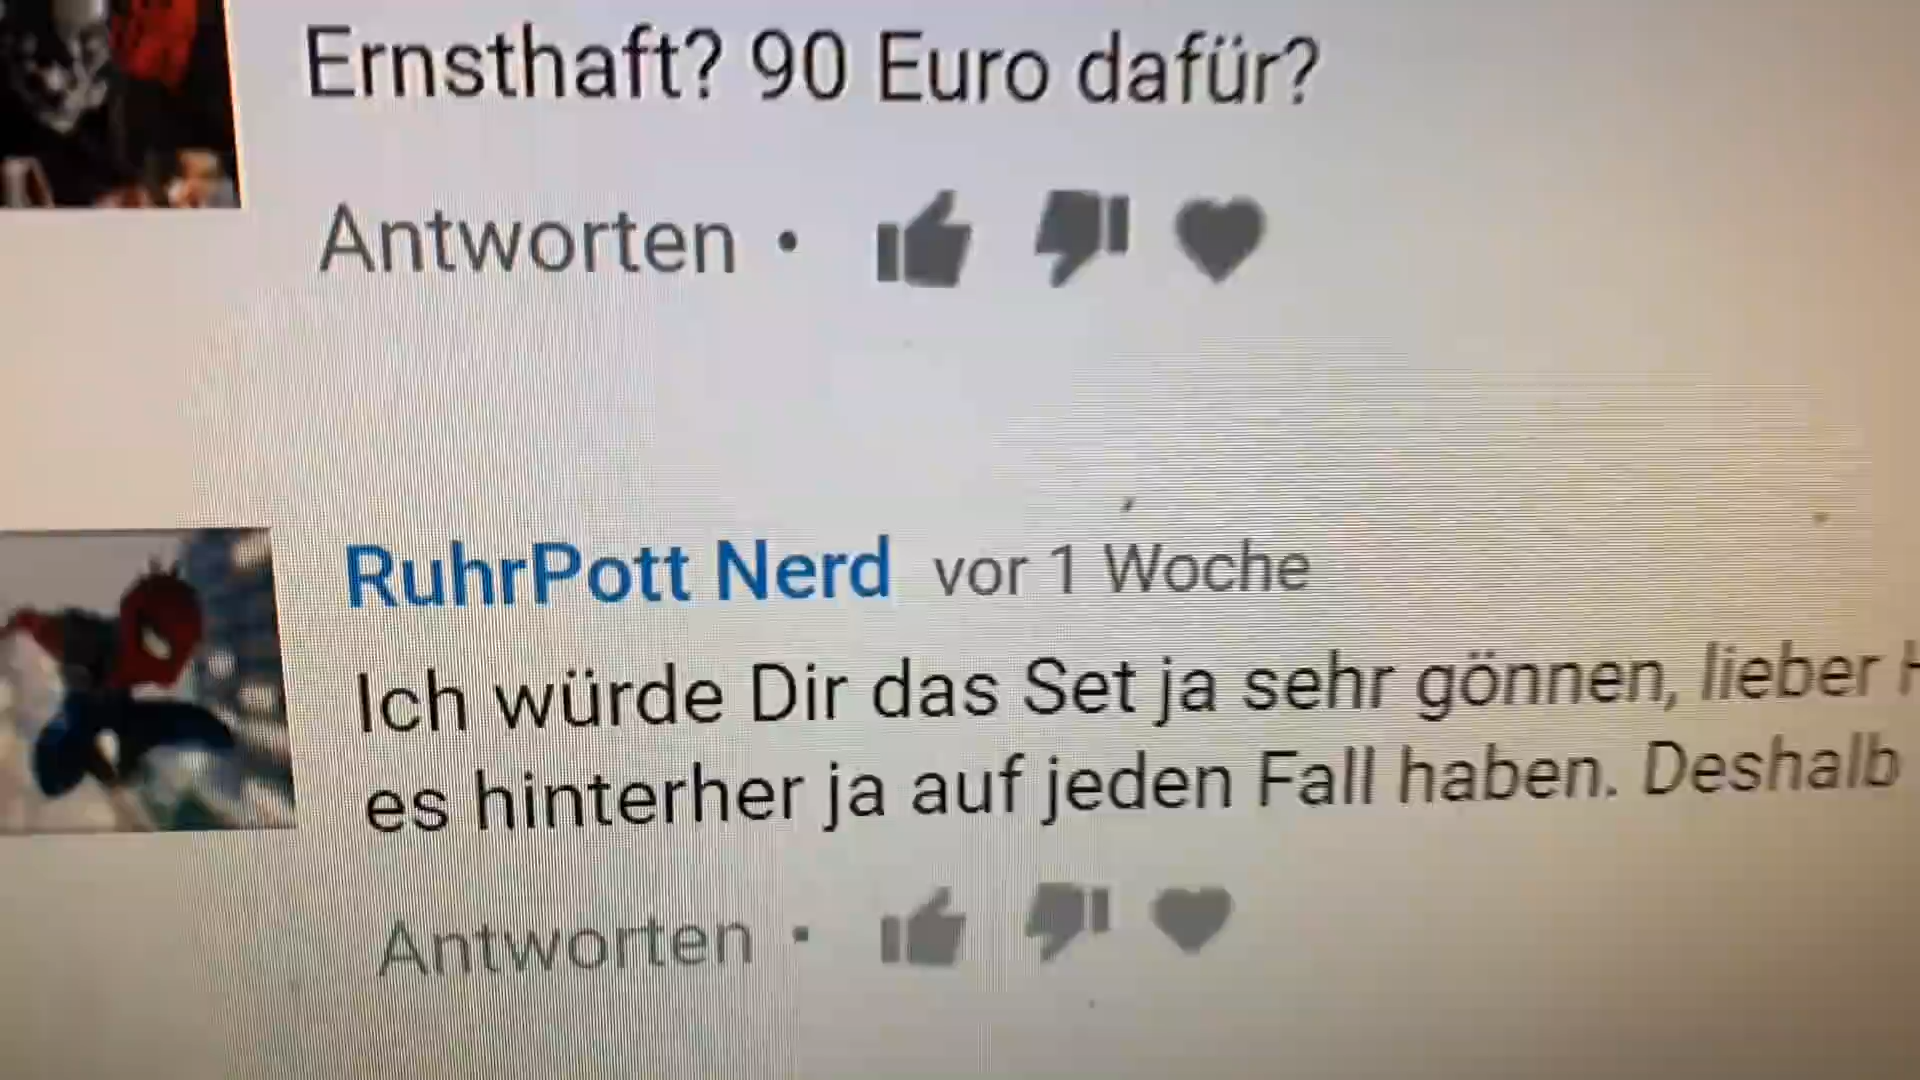 Ernsthaft? 90 Euro dafür?
Antworten •
RuhrPott Nerd vor 1 Woche
Ich würde Dir das Set ja sehr gönnen, lieber
es hinterher ja auf jeden Fall haben. Deshalb
Antworten •